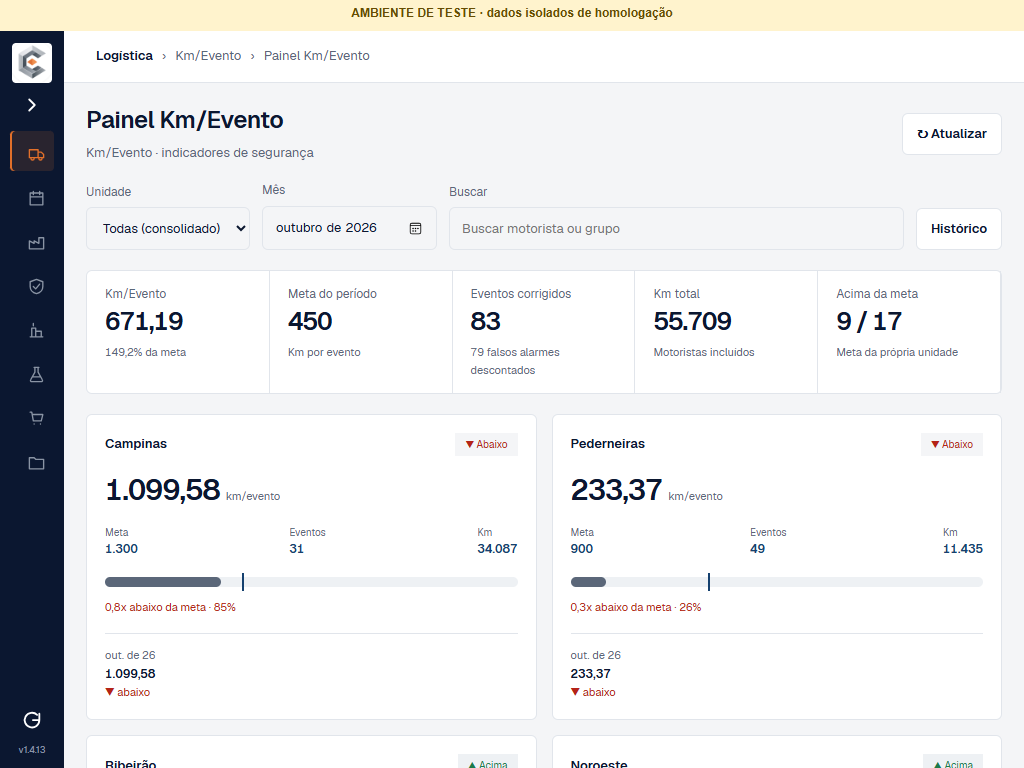 AMBIENTE DE TESTE · dados isolados de homologação
Logística › Km/Evento › Painel Km/Evento
Painel Km/Evento
Km/Evento · indicadores de segurança
↻ Atualizar
Unidade
Mês
Buscar
Todas (consolidado)
outubro de 2026
Buscar motorista ou grupo
Histórico
Km/Evento
671,19
149,2% da meta
Meta do período
450
Km por evento
Eventos corrigidos
83
79 falsos alarmes
descontados
Km total
55.709
Motoristas incluidos
Acima da meta
9 / 17
Meta da própria unidade
Campinas
▼ Abaixo
1.099,58 km/evento
Meta
1.300
Eventos
31
Km
34.087
0,8x abaixo da meta · 85%
out. de 26
1.099,58
▼ abaixo
Pederneiras
▼ Abaixo
233,37 km/evento
Meta
900
Eventos
49
Km
11.435
0,3x abaixo da meta · 26%
out. de 26
233,37
▼ abaixo
Ribeirão
▲ Acima
Noroeste
▲ Acima
v1.4.13